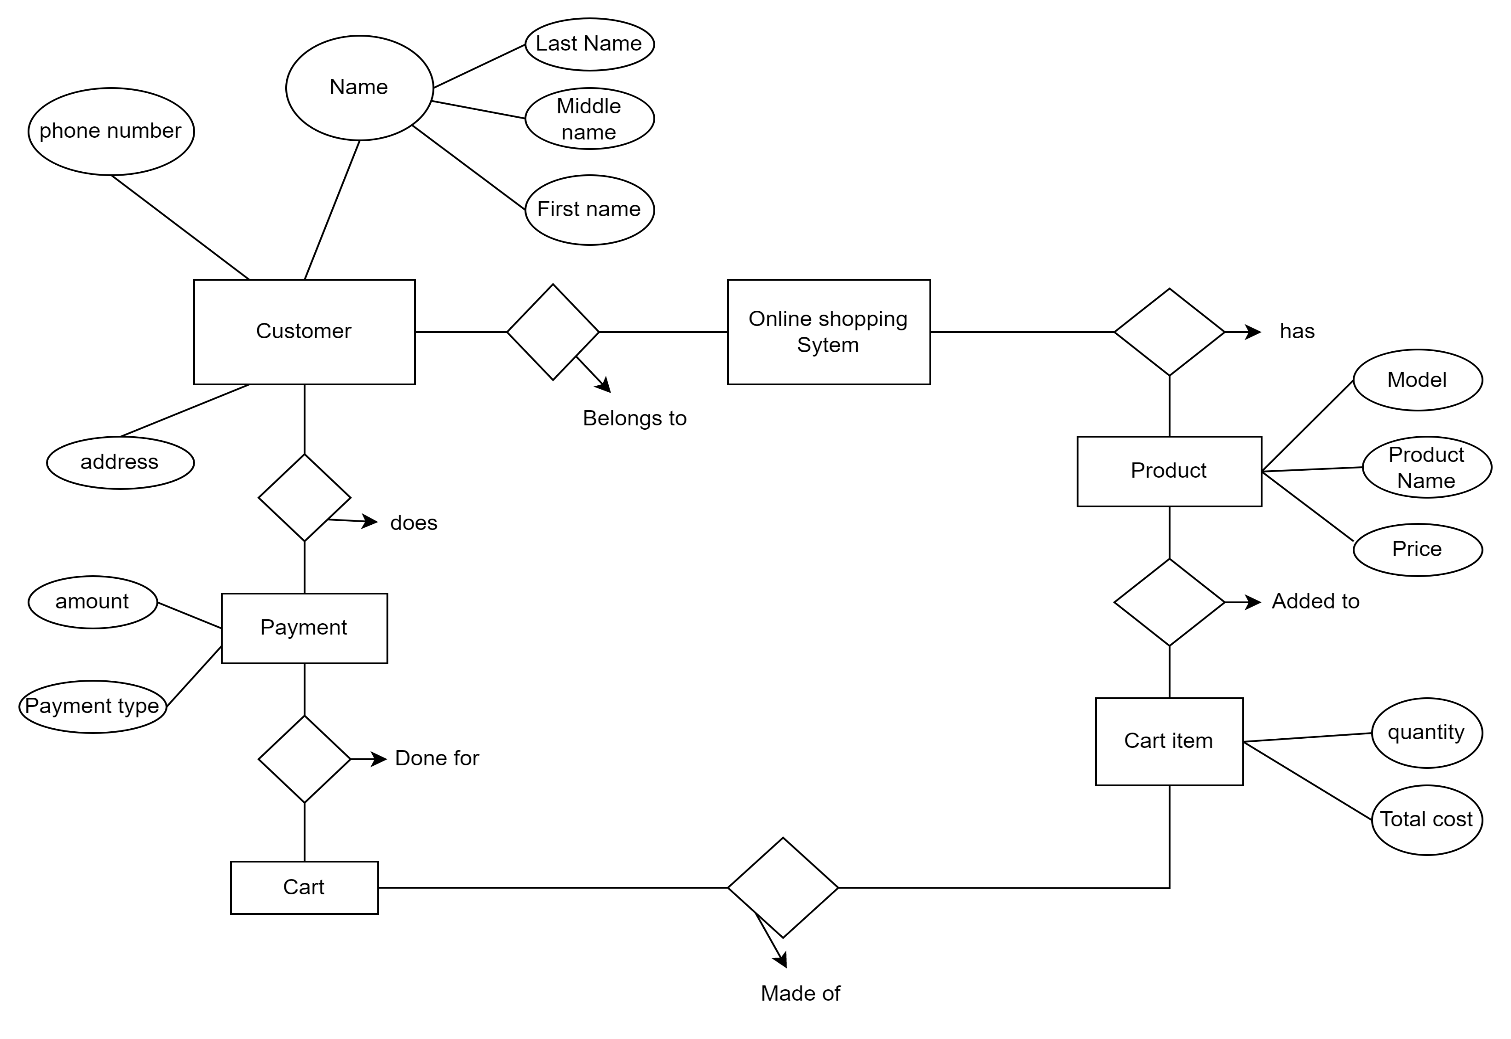 Last Name
Name
Middle
name
phone number
First name
Customer
Online shopping
Sytem
has
Belongs to
Model
address
Product
Product
Name
does
Price
amount
Payment
Added to
Payment type
Done for
Cart item
quantity
Total cost
Cart
Made of